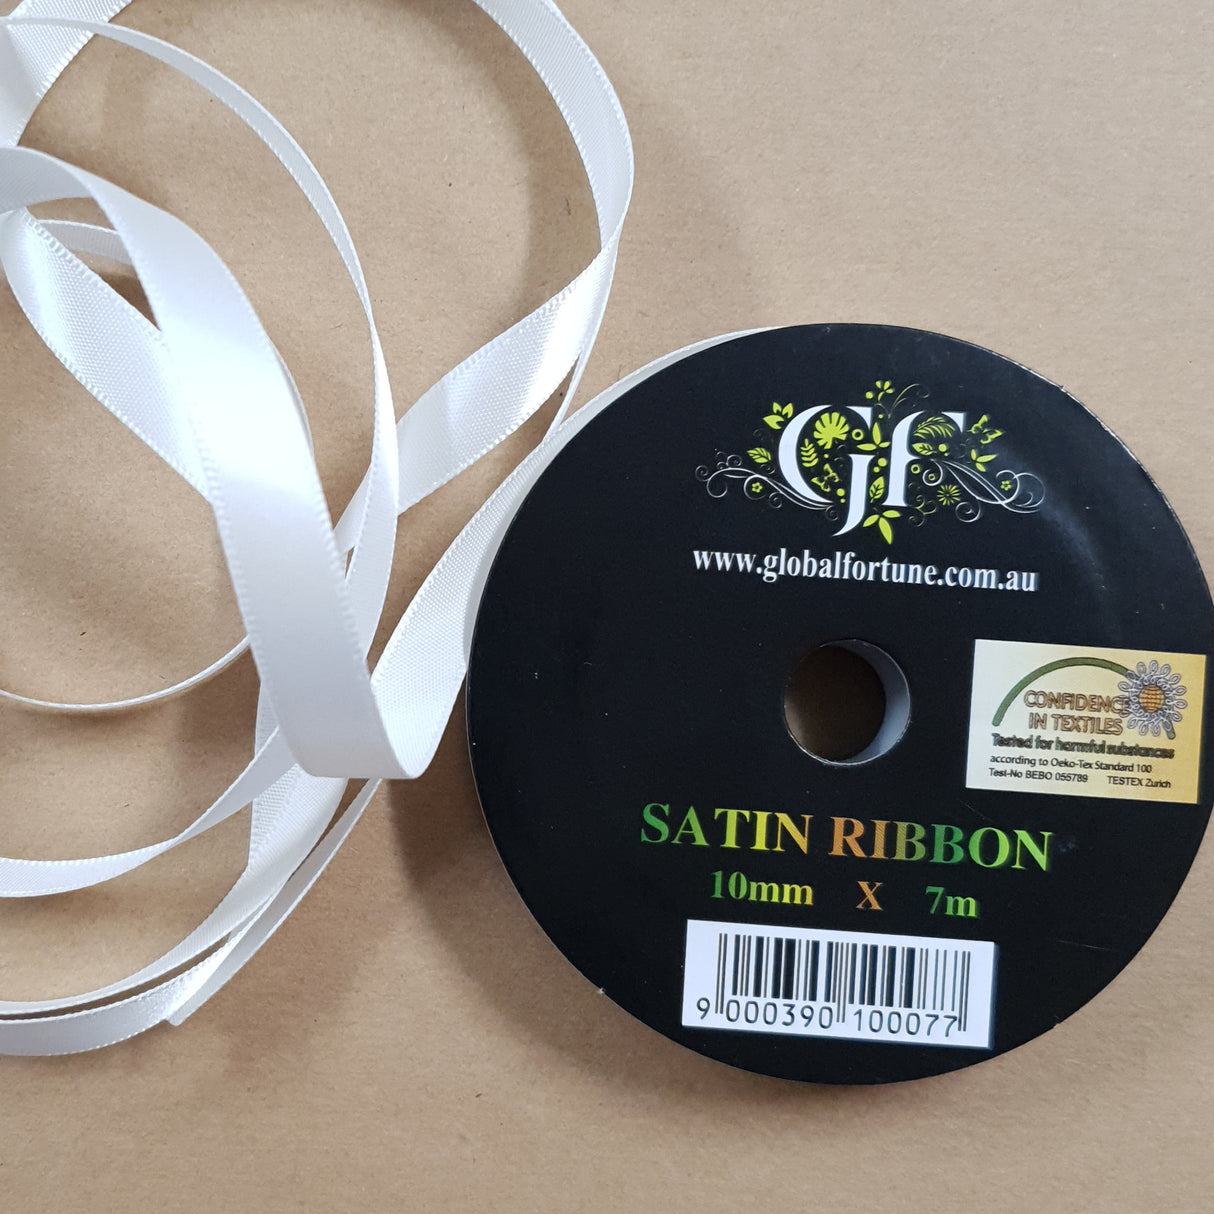 Gf
www.globalfortune.com.au
CONFIDENCE
IN TEXTILES
Tested for harmful substances
according to Oeko-Tex Standard 100
Test-No BEBO 055789 TESTEX Zurich
SATIN RIBBON
10mm X 7m
9 000390 100077